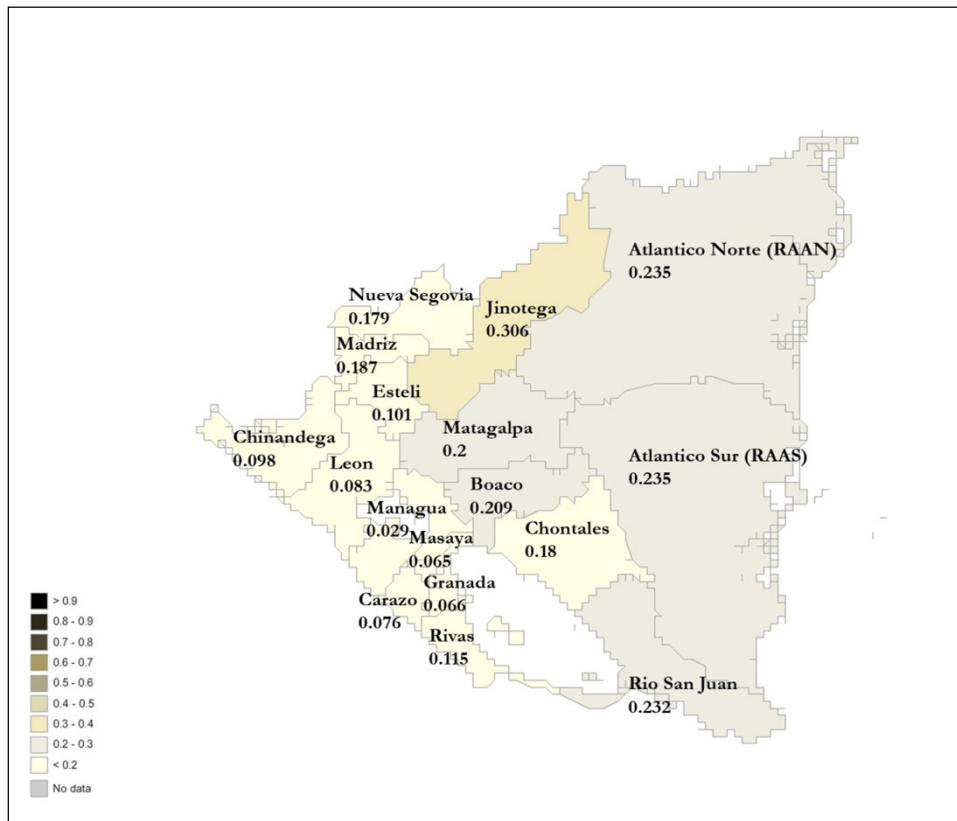 Atlantico Norte (RAAN)
0.235
Nueva Segovia
0.179
Jinotega
0.306
Madriz
0.187
Esteli
0.101
Chinandega
0.098
Matagalpa
0.2
Leon
0.083
Atlantico Sur (RAAS)
0.235
Boaco
0.209
Managua
0.029
Chontales
0.18
Masaya
0.065
Granada
0.066
Carazo
0.076
Rivas
0.115
Rio San Juan
0.232
> 0.9
0.8 - 0.9
0.7 - 0.8
0.6 - 0.7
0.5 - 0.6
0.4 - 0.5
0.3 - 0.4
0.2 - 0.3
< 0.2
No data